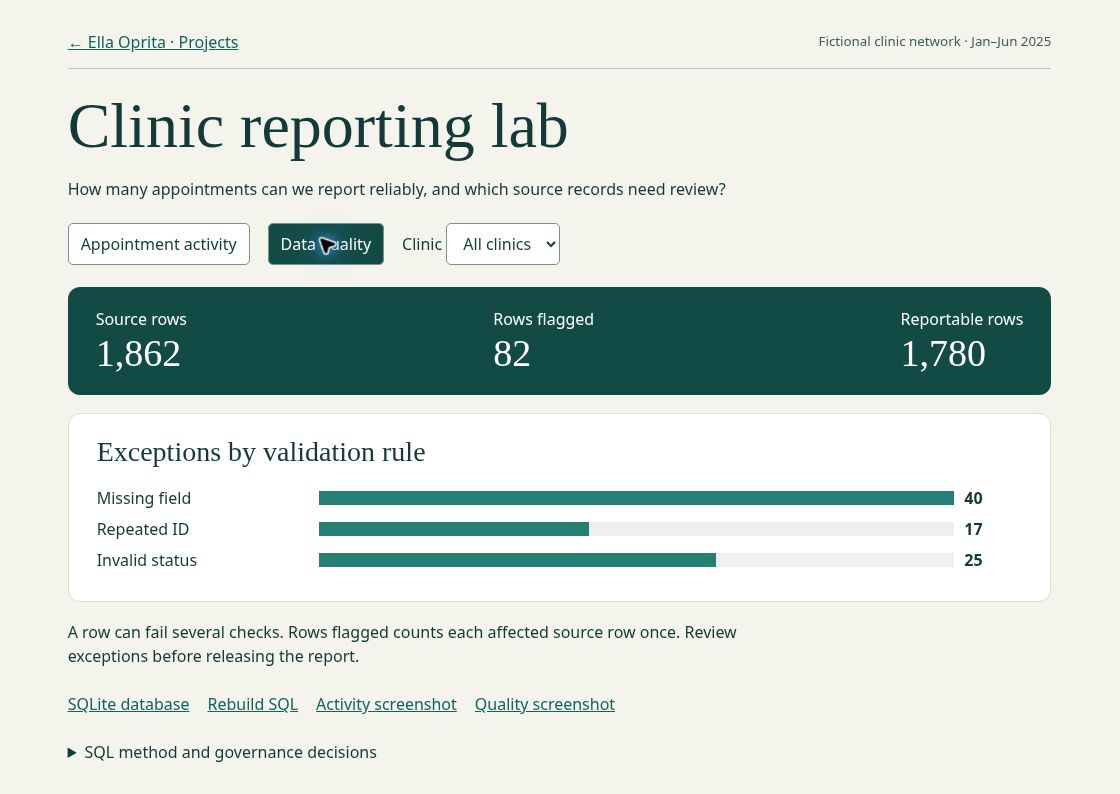 ← Ella Oprita · Projects
Fictional clinic network · Jan–Jun 2025
Clinic reporting lab
How many appointments can we report reliably, and which source records need review?
Appointment activity
Data quality
Clinic
All clinics
Source rows
Rows flagged
Reportable rows
1,862
82
1,780
Exceptions by validation rule
Missing field 40
Repeated ID 17
Invalid status 25
A row can fail several checks. Rows flagged counts each affected source row once. Review
exceptions before releasing the report.
SQLite database Rebuild SQL Activity screenshot Quality screenshot
▶ SQL method and governance decisions